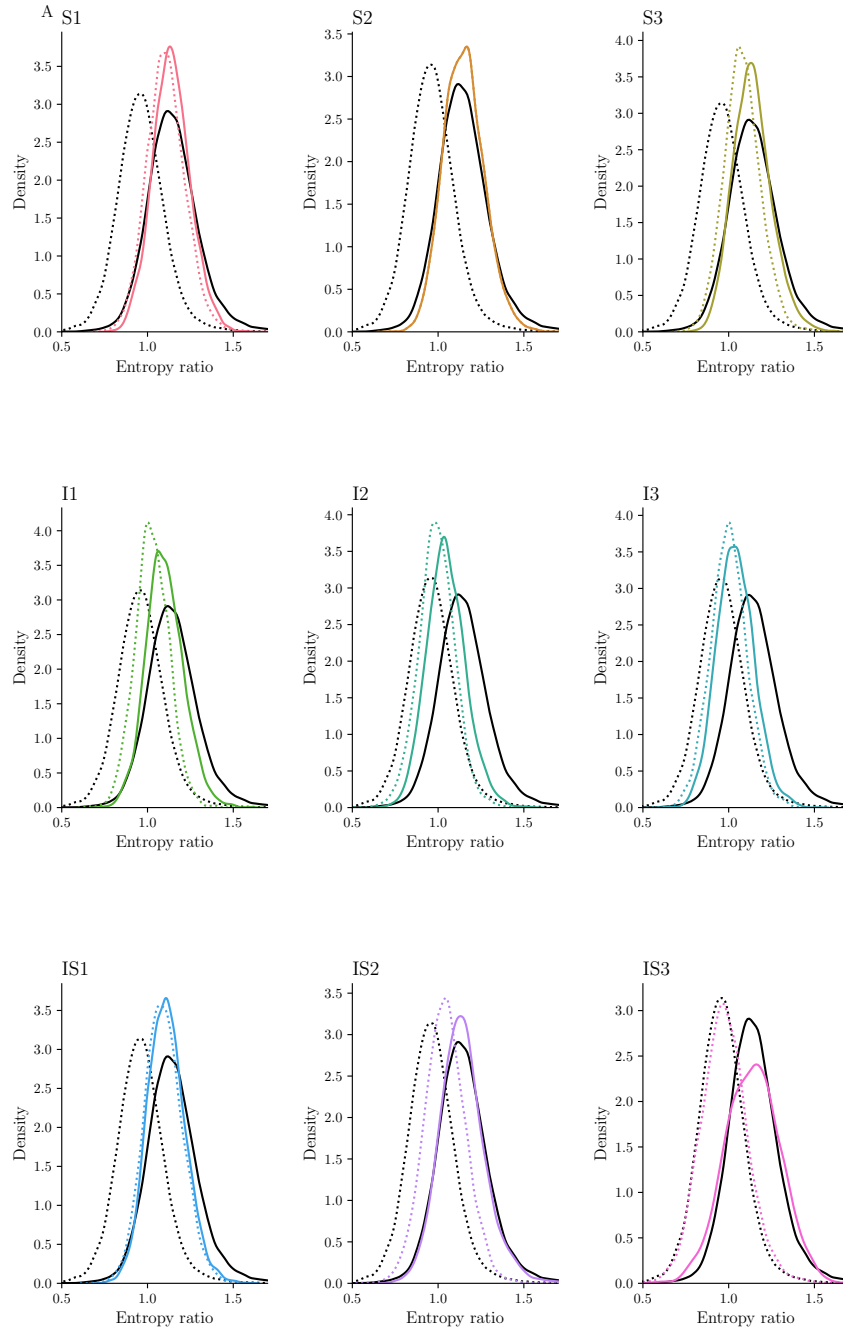 A
S1 S2 S3
3.5 3.5 4.0
3.0 3.0 3.5
2.5 2.5 3.0
2.0 2.0 2.5
1.5 1.5 2.0
1.0 1.0 1.5
0.5 0.5 1.0
0.0 0.0 0.5
0.0
Density Density Density
0.5 1.0 1.5 0.5 1.0 1.5 0.5 1.0 1.5
Entropy ratio Entropy ratio Entropy ratio
I1 I2 I3
4.0 4.0 4.0
3.5 3.5 3.5
3.0 3.0 3.0
2.5 2.5 2.5
2.0 2.0 2.0
1.5 1.5 1.5
1.0 1.0 1.0
0.5 0.5 0.5
0.0 0.0 0.0
Density Density Density
0.5 1.0 1.5 0.5 1.0 1.5 0.5 1.0 1.5
Entropy ratio Entropy ratio Entropy ratio
IS1 IS2 IS3
3.5 3.5 3.0
3.0 3.0 2.5
2.5 2.5 2.0
2.0 2.0 1.5
1.5 1.5 1.0
1.0 1.0 0.5
0.5 0.5 0.0
0.0 0.0
Density Density Density
0.5 1.0 1.5 0.5 1.0 1.5 0.5 1.0 1.5
Entropy ratio Entropy ratio Entropy ratio